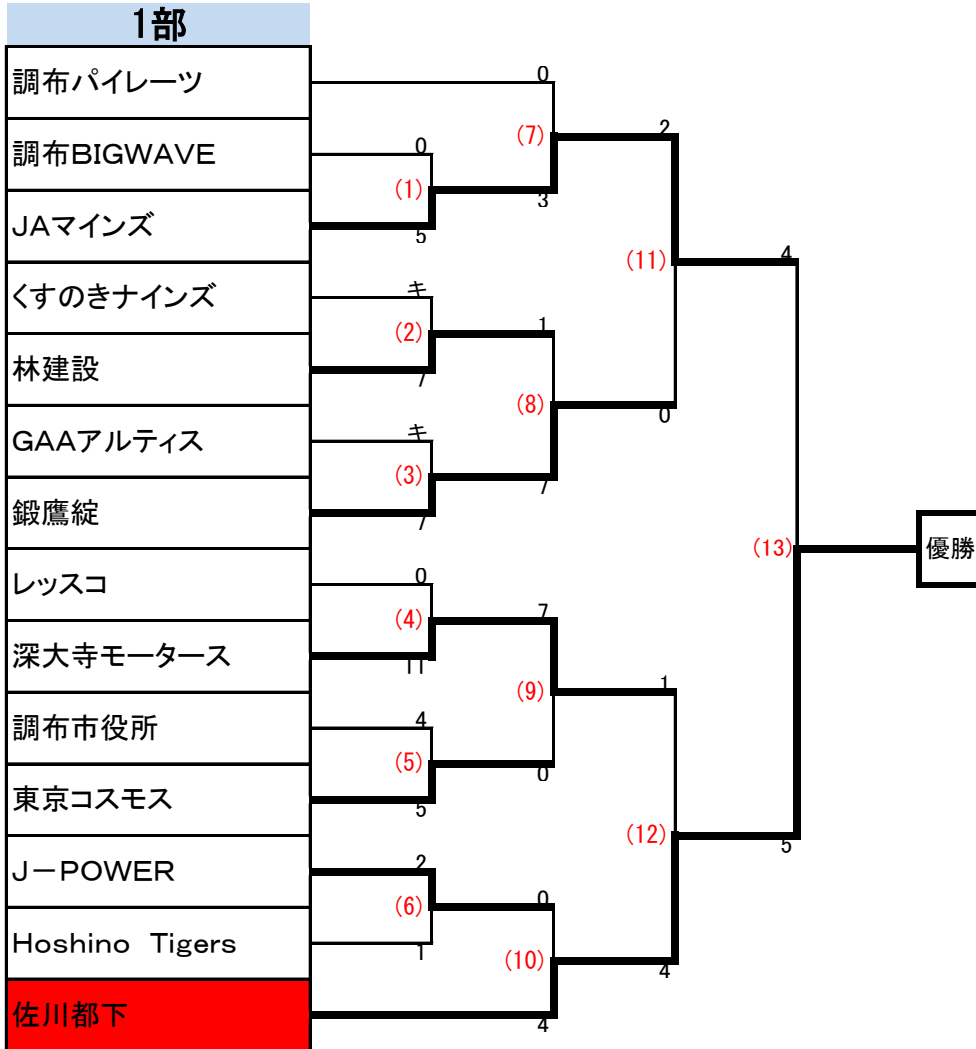 1部
0
調布パイレーツ
2
(7)
0
調布BIGWAVE
(1)
3
JAマインズ
5
4
(11)
キ
くすのきナインズ
1
(2)
林建設
7
(8)
0
キ
GAAアルティス
(3)
7
鍛鷹綻
7
(13)
優勝
0
レッスコ
7
(4)
深大寺モータース
11
1
(9)
4
調布市役所
(5)
0
東京コスモス
5
(12)
5
2
J－POWER
0
(6)
Hoshino Tigers
1
(10)
4
佐川都下
4